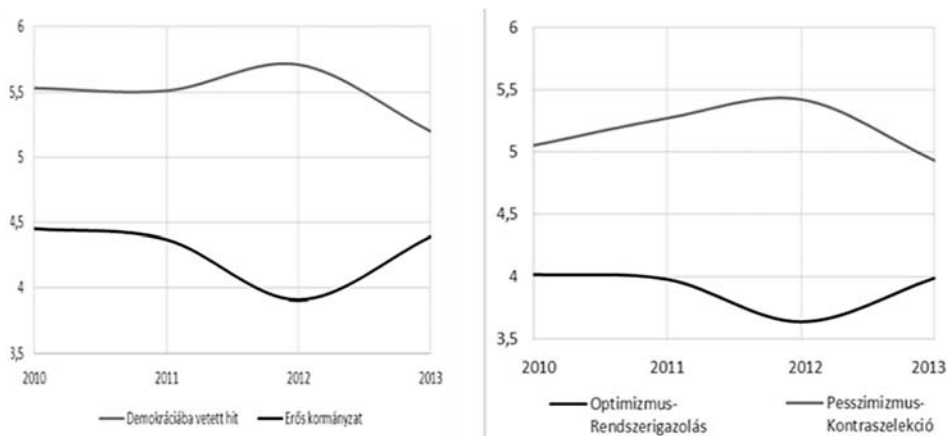 6
5,5
5
4,5
4
3,5
2010 2011 2012 2013
Demokráciába vetett hit Erős kormányzat
6
5,5
5
4,5
4
3,5
2010 2011 2012 2013
Optimizmus- Pesszimizmus-
Rendszerigazolás Kontraszelekció